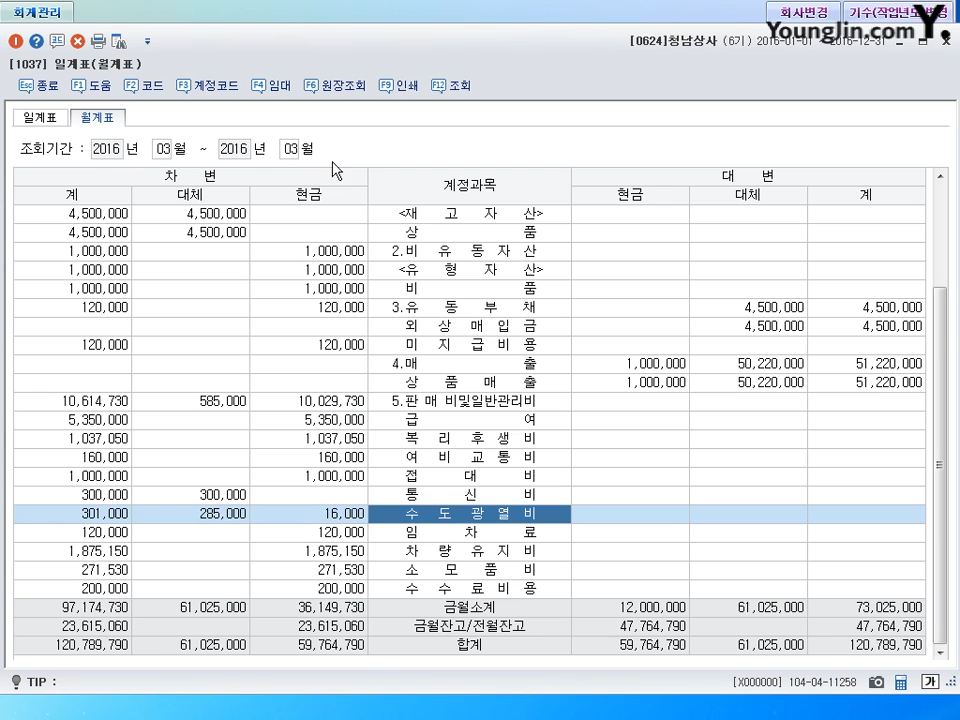 회계관리 회사변경 기수(작업년도)변경
Younglin.com Y.
[0624]청남상사 (6기) 2016-01-01 ~ 2016-12-31
[1037] 일계표(월계표)
Esc 종료 F1 도움 F2 코드 F3 계정코드 F4 임대 F6 원장조회 F9 인쇄 F12 조회
일계표 월계표
조회기간 : 2016 년 03 월 ~ 2016 년 03 월
차 변 계정과목 대 변
계 대체 현금 현금 대체 계
4,500,000 4,500,000 <재 고 자 산>
4,500,000 4,500,000 상 품
1,000,000 1,000,000 2.비 유 동 자 산
1,000,000 1,000,000 <유 형 자 산>
1,000,000 1,000,000 비 품
120,000 120,000 3.유 동 부 채 4,500,000 4,500,000
외 상 매 입 금 4,500,000 4,500,000
120,000 120,000 미 지 급 비 용
4.매 출 1,000,000 50,220,000 51,220,000
상 품 매 출 1,000,000 50,220,000 51,220,000
10,614,730 585,000 10,029,730 5.판 매 비및일반관리비
5,350,000 5,350,000 급 여
1,037,050 1,037,050 복 리 후 생 비
160,000 160,000 여 비 교 통 비
1,000,000 1,000,000 접 대 비
300,000 300,000 통 신 비
301,000 285,000 16,000 수 도 광 열 비
120,000 120,000 임 차 료
1,875,150 1,875,150 차 량 유 지 비
271,530 271,530 소 모 품 비
200,000 200,000 수 수 료 비 용
97,174,730 61,025,000 36,149,730 금월소계 12,000,000 61,025,000 73,025,000
23,615,060 23,615,060 금월잔고/전월잔고 47,764,790 47,764,790
120,789,790 61,025,000 59,764,790 합계 59,764,790 61,025,000 120,789,790
TIP : [X000000] 104-04-11258 가